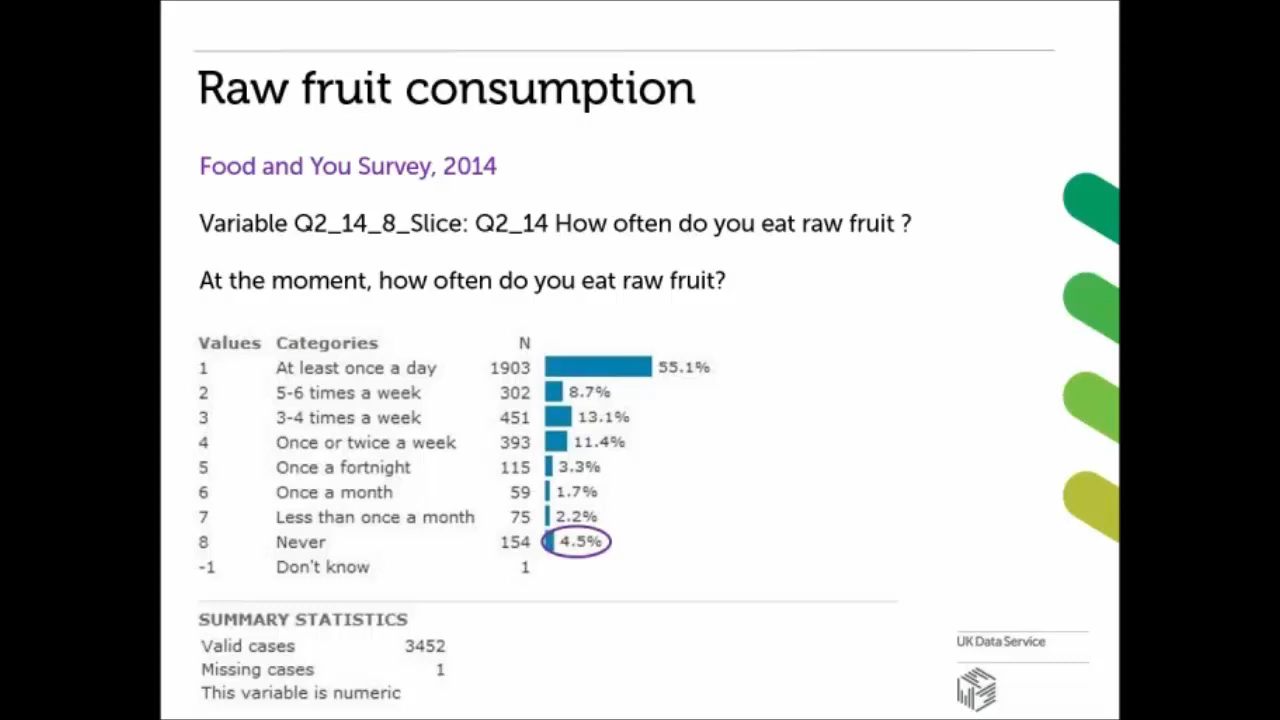 Raw fruit consumption
Food and You Survey, 2014
Variable Q2_14_8_Slice: Q2_14 How often do you eat raw fruit ?
At the moment, how often do you eat raw fruit?
Values Categories N
1 At least once a day 1903 55.1%
2 5-6 times a week 302 8.7%
3 3-4 times a week 451 13.1%
4 Once or twice a week 393 11.4%
5 Once a fortnight 115 3.3%
6 Once a month 59 1.7%
7 Less than once a month 75 2.2%
8 Never 154 4.5%
-1 Don't know 1
SUMMARY STATISTICS
Valid cases 3452
Missing cases 1
This variable is numeric
UK Data Service